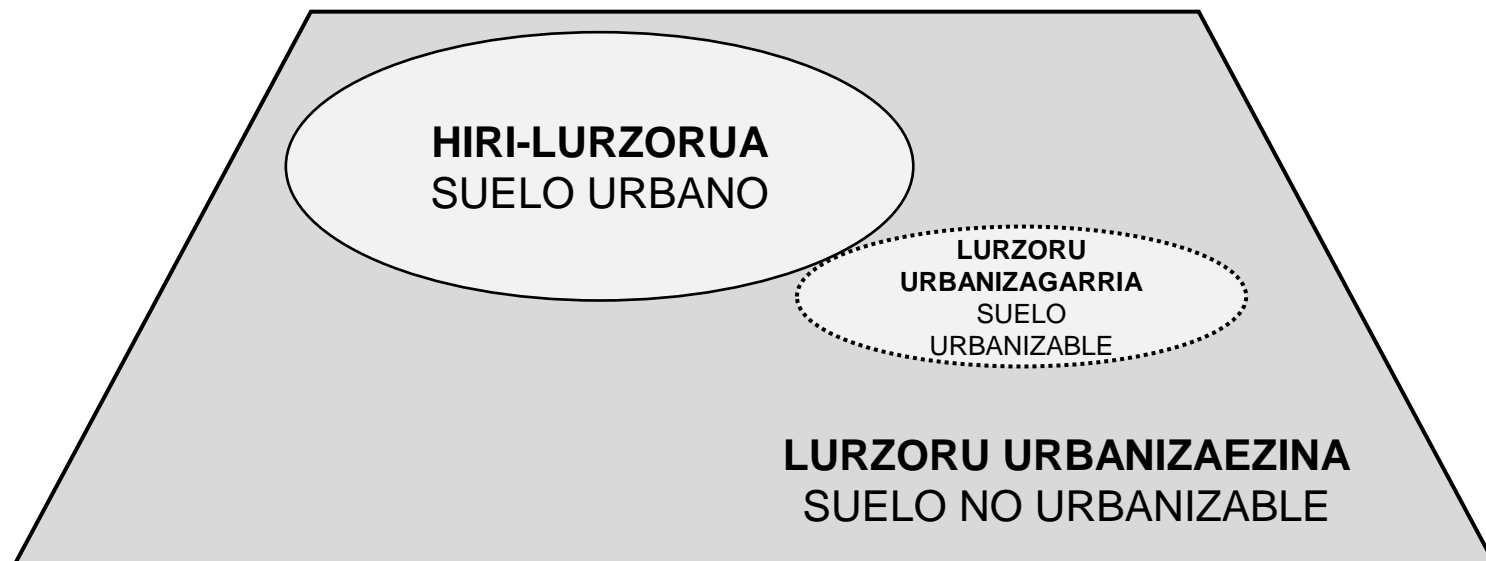 HIRI-LURZORUA
SUELO URBANO
LURZORU
URBANIZAGARRIA
SUELO
URBANIZABLE
LURZORU URBANIZAEZINA
SUELO NO URBANIZABLE